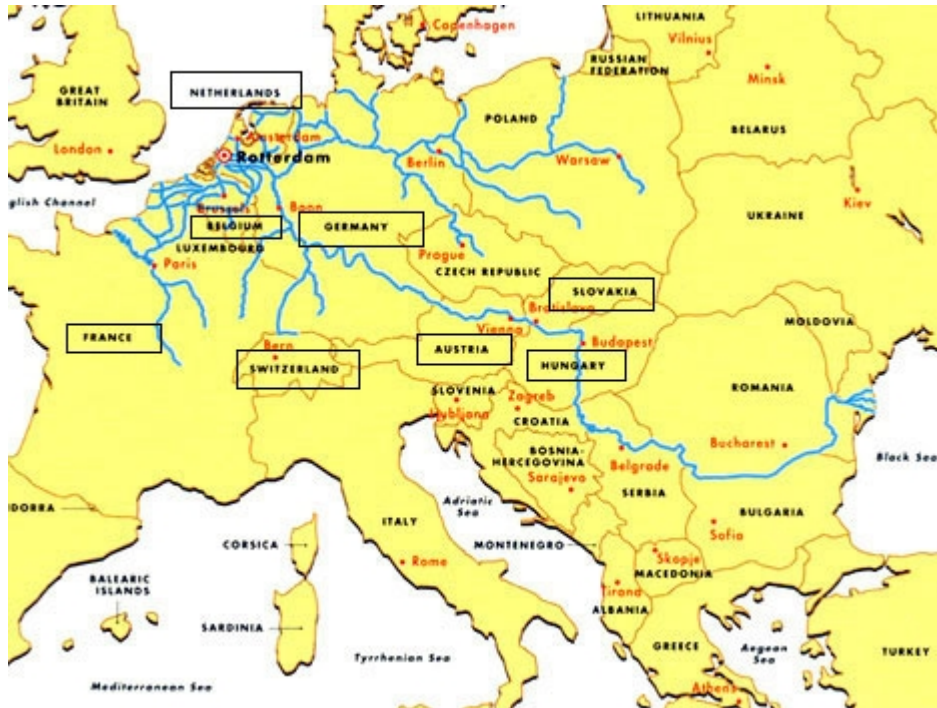 Copenhagen
LITHUANIA
Vilnius
RUSSIAN
FEDERATION
Minsk
GREAT
BRITAIN
NETHERLANDS
POLAND
BELARUS
London
Amsterdam
Rotterdam
Berlin
Warsaw
glish Channel
Brussels
Bonn
Kiev
BELGIUM
GERMANY
UKRAINE
LUXEMBOURG
Paris
Prague
CZECH REPUBLIC
SLOVAKIA
Bratislava
MOLDOVIA
Vienna
FRANCE
Bern
AUSTRIA
Budapest
SWITZERLAND
HUNGARY
ROMANIA
SLOVENIA
Zagreb
Ljubljana
CROATIA
BOSNIA-
HERCEGOVINA
Bucharest
Belgrade
Black Sea
Sarajevo
SERBIA
DORRA
Adriatic
Sea
BULGARIA
ITALY
Sofia
CORSICA
MONTENEGRO
Rome
Skopje
MACEDONIA
BALEARIC
ISLANDS
Tirana
ALBANIA
SARDINIA
GREECE
Aegean
Sea
TURKEY
Tyrrhenian Sea
Mediterranean Sea
Athens